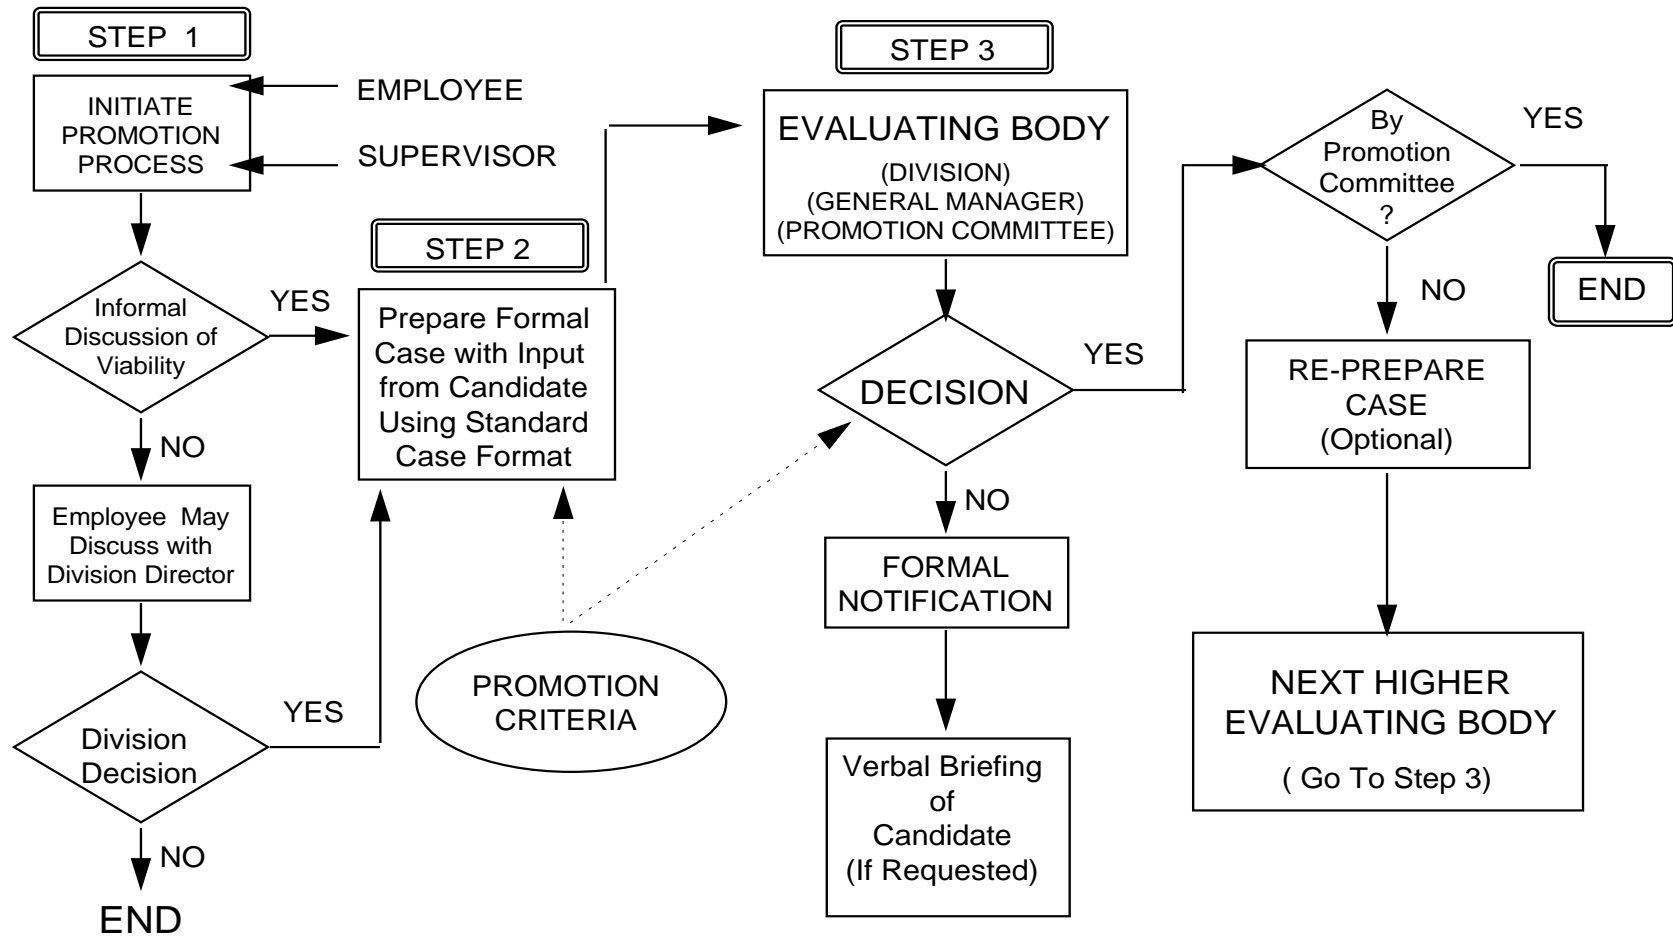 STEP 1
INITIATE
PROMOTION
PROCESS
EMPLOYEE
SUPERVISOR
Informal
Discussion of
Viability
YES
NO
Employee May
Discuss with
Division Director
Division
Decision
YES
NO
END
STEP 2
Prepare Formal
Case with Input
from Candidate
Using Standard
Case Format
PROMOTION
CRITERIA
STEP 3
EVALUATING BODY
(DIVISION)
(GENERAL MANAGER)
(PROMOTION COMMITTEE)
DECISION
YES
NO
FORMAL
NOTIFICATION
Verbal Briefing
of
Candidate
(If Requested)
By
Promotion
Committee
?
YES
END
NO
RE-PREPARE
CASE
(Optional)
NEXT HIGHER
EVALUATING BODY
( Go To Step 3)